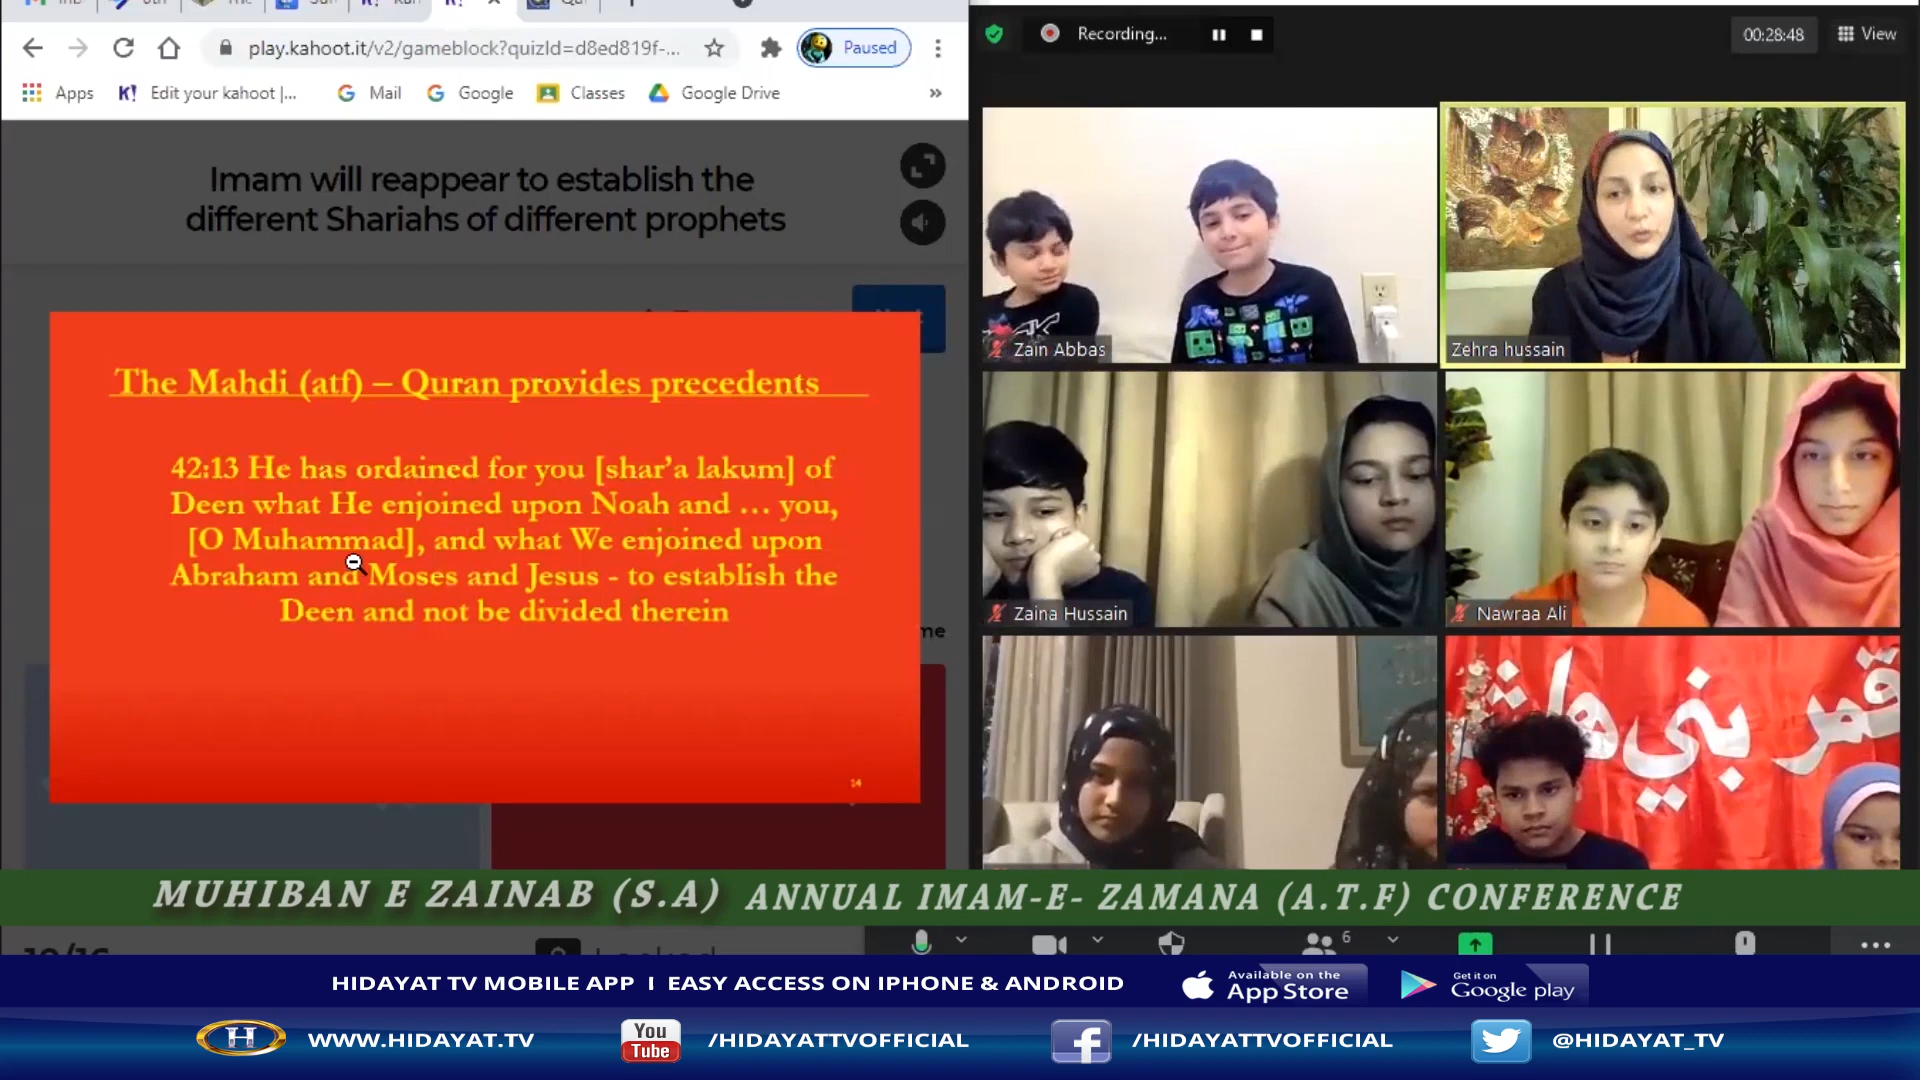 play.kahoot.it/v2/gameblock?quizId=d8ed819f-...
Paused
Apps
K!
Edit your kahoot |...
Mail
Google
Classes
Google Drive
»
Imam will reappear to establish the
different Shariahs of different prophets
The Mahdi (atf) – Quran provides precedents
42:13 He has ordained for you [shar’a lakum] of
Deen what He enjoined upon Noah and … you,
[O Muhammad], and what We enjoined upon
Abraham and Moses and Jesus - to establish the
Deen and not be divided therein
14
Recording...
00:28:48
View
Zain Abbas
Zehra hussain
Zaina Hussain
Nawraa Ali
قمر بني هاشم
6
MUHIBAN E ZAINAB (S.A) ANNUAL IMAM-E- ZAMANA (A.T.F) CONFERENCE
HIDAYAT TV MOBILE APP I EASY ACCESS ON IPHONE & ANDROID
Available on the
App Store
Get it on
Google play
H
WWW.HIDAYAT.TV
You
Tube
/HIDAYATTVOFFICIAL
f
/HIDAYATTVOFFICIAL
@HIDAYAT_TV